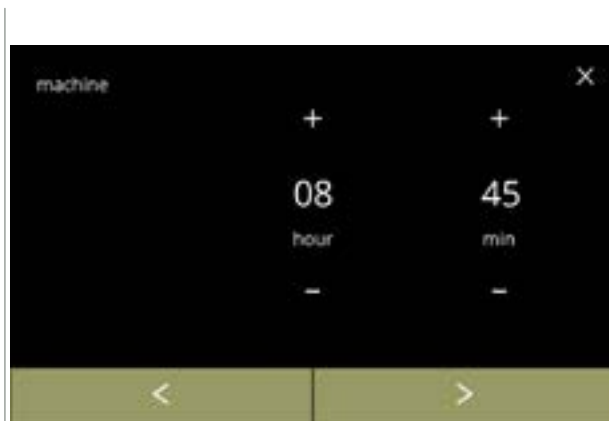 machine
×
+ +
08 45
hour min
- -
< >